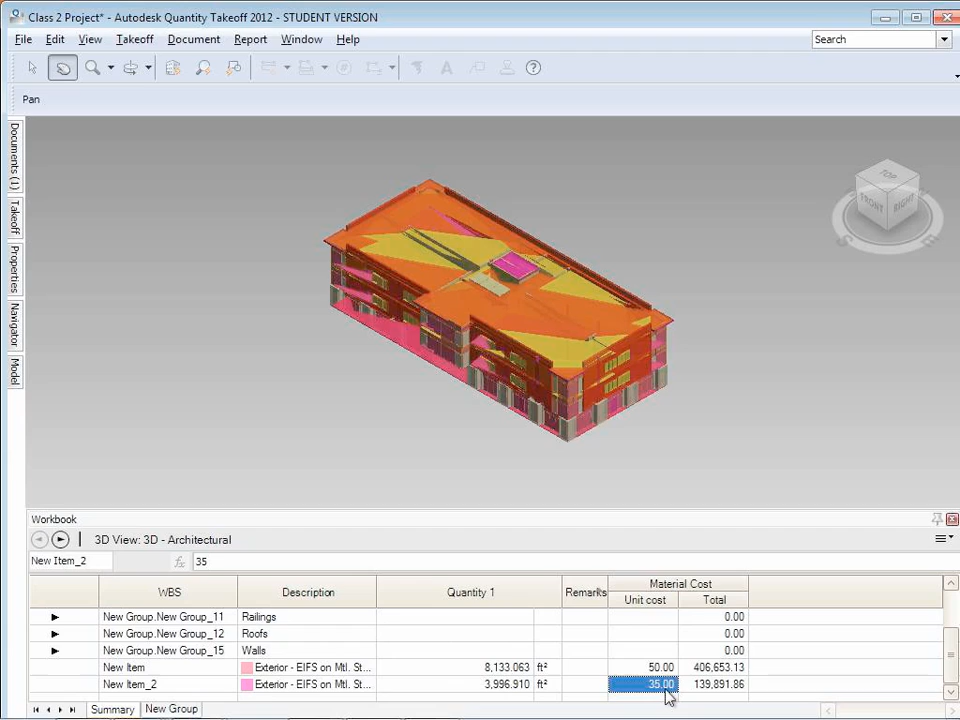 Class 2 Project* - Autodesk Quantity Takeoff 2012 - STUDENT VERSION
File Edit View Takeoff Document Report Window Help Search
Pan
Documents (1)
Takeoff
Properties
Navigator
Model
TOP
FRONT RIGHT
S E
Workbook
3D View: 3D - Architectural
New Item_2 fx 35
WBS Description Quantity 1 Remarks Material Cost
Unit cost Total
New Group.New Group_11 Railings 0.00
New Group.New Group_12 Roofs 0.00
New Group.New Group_15 Walls 0.00
New Item Exterior - EIFS on Mtl. St... 8,133.063 ft² 50.00 406,653.13
New Item_2 Exterior - EIFS on Mtl. St... 3,996.910 ft² 35.00 139,891.86
Summary New Group